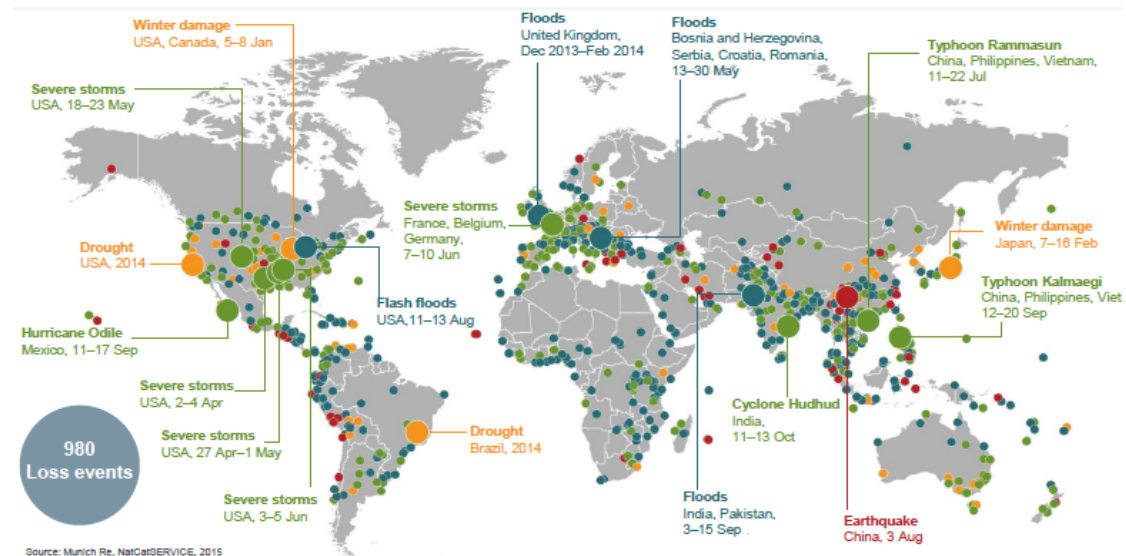 Winter damage
USA, Canada, 5–8 Jan
Floods
United Kingdom,
Dec 2013–Feb 2014
Floods
Bosnia and Herzegovina,
Serbia, Croatia, Romania,
13–30 May
Typhoon Rammasun
China, Philippines, Vietnam,
11–22 Jul
Severe storms
USA, 18–23 May
Severe storms
France, Belgium,
Germany,
7–10 Jun
Winter damage
Japan, 7–16 Feb
Drought
USA, 2014
Typhoon Kalmaegi
China, Philippines, Viet
12–20 Sep
Flash floods
USA,11–13 Aug
Hurricane Odile
Mexico, 11–17 Sep
Severe storms
USA, 2–4 Apr
Cyclone Hudhud
India,
11–13 Oct
Severe storms
USA, 27 Apr–1 May
Drought
Brazil, 2014
980
Loss events
Severe storms
USA, 3–5 Jun
Floods
India, Pakistan,
3–15 Sep
Earthquake
China, 3 Aug
Source: Munich Re, NatCatSERVICE, 2015